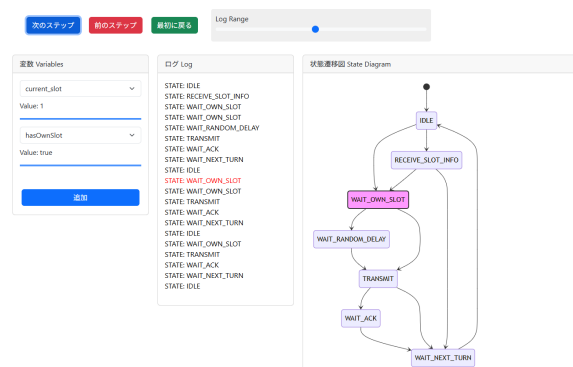 次のステップ
前のステップ
最初に戻る
Log Range
変数 Variables
current_slot
Value: 1
hasOwnSlot
Value: true
追加
ログ Log
STATE: IDLE
STATE: RECEIVE_SLOT_INFO
STATE: WAIT_OWN_SLOT
STATE: WAIT_OWN_SLOT
STATE: WAIT_RANDOM_DELAY
STATE: TRANSMIT
STATE: WAIT_ACK
STATE: WAIT_NEXT_TURN
STATE: IDLE
STATE: WAIT_OWN_SLOT
STATE: WAIT_OWN_SLOT
STATE: TRANSMIT
STATE: WAIT_ACK
STATE: WAIT_NEXT_TURN
STATE: IDLE
STATE: WAIT_OWN_SLOT
STATE: TRANSMIT
STATE: WAIT_ACK
STATE: WAIT_NEXT_TURN
STATE: IDLE
状態遷移図 State Diagram
IDLE
RECEIVE_SLOT_INFO
WAIT_OWN_SLOT
WAIT_RANDOM_DELAY
TRANSMIT
WAIT_ACK
WAIT_NEXT_TURN